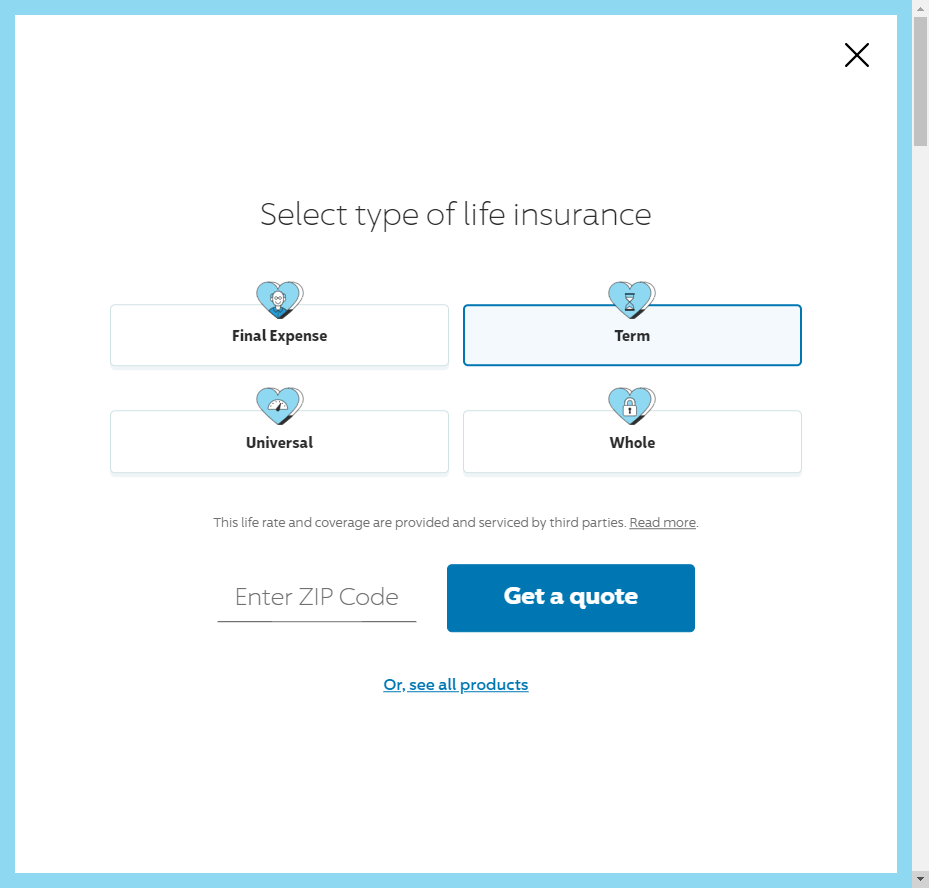 Select type of life insurance
Final Expense
Term
Universal
Whole
This life rate and coverage are provided and serviced by third parties. Read more.
Enter ZIP Code
Get a quote
Or, see all products